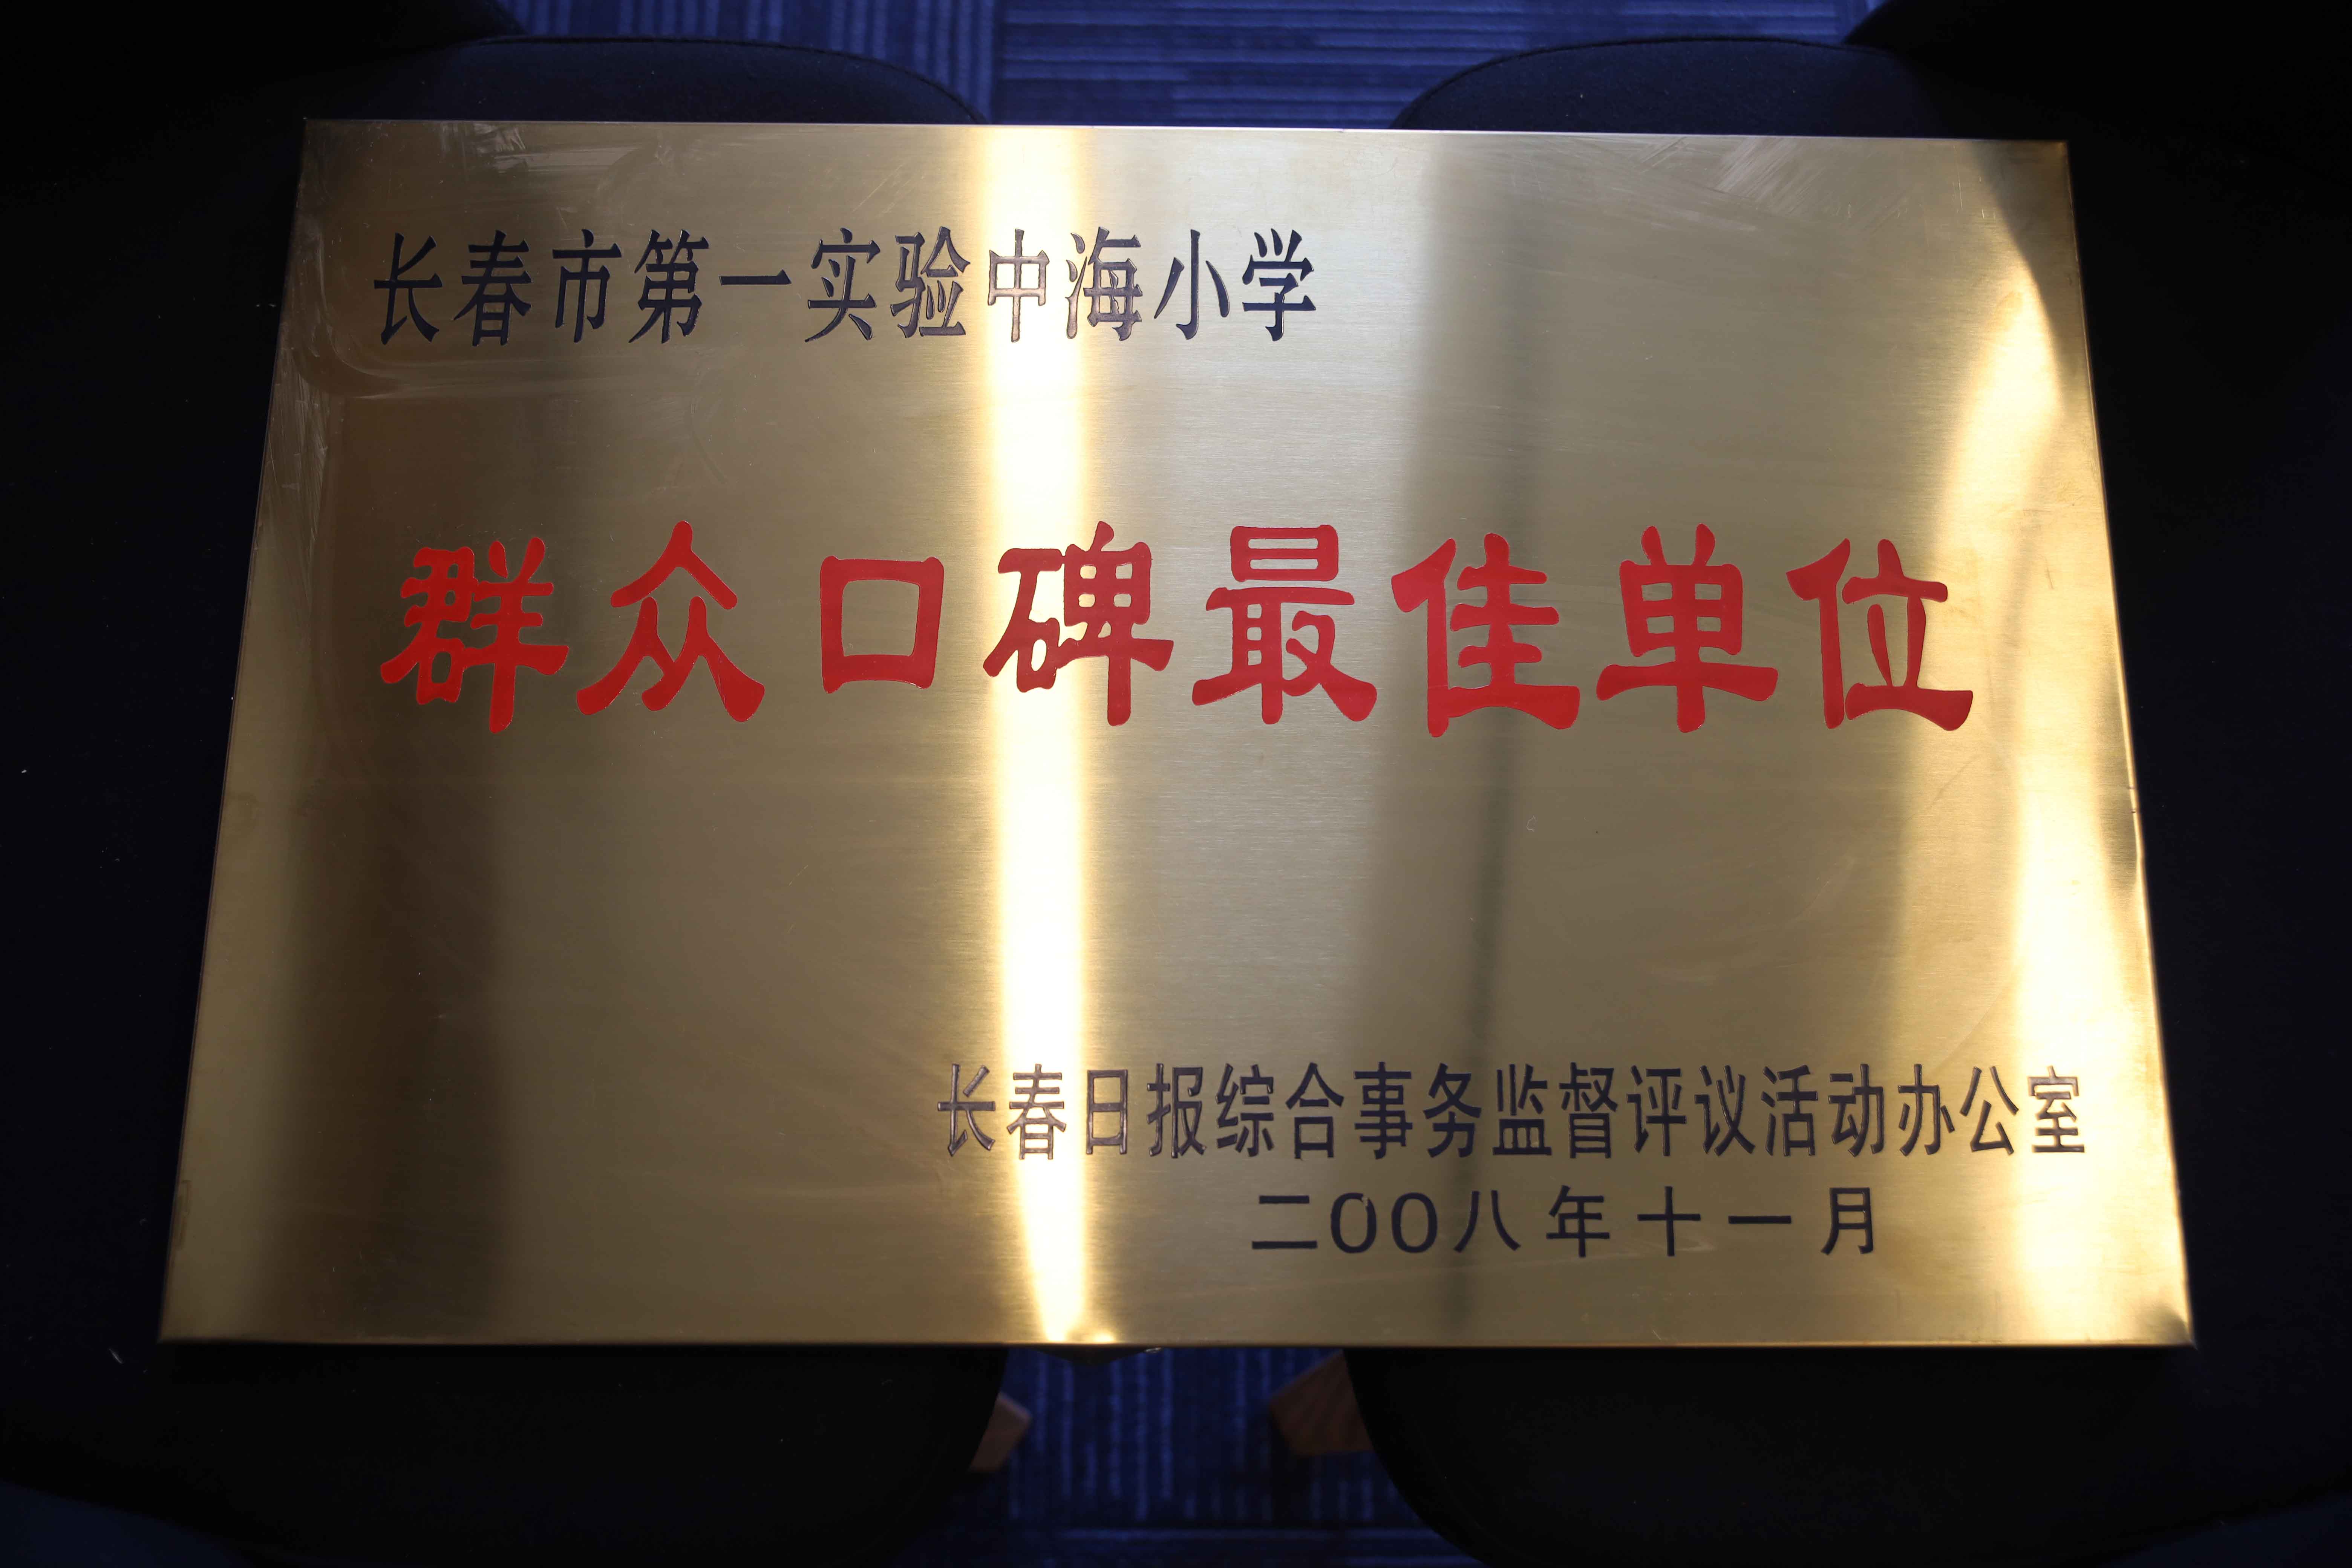 长春市第一实验中海小学
群众口碑最佳单位
长春日报综合事务监督评议活动办公室
二00八年十一月